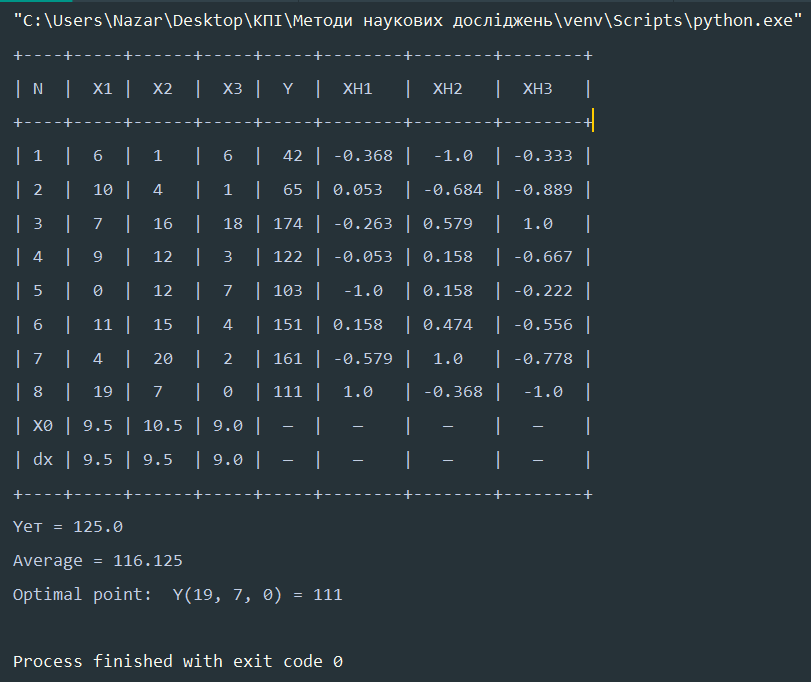 "C:\Users\Nazar\Desktop\КПІ\Методи наукових досліджень\venv\Scripts\python.exe"
+----+-----+------+-----+-----+--------+--------+--------+
| N  |  X1 |  X2  |  X3 |  Y  |  XH1   |  XH2   |  XH3   |
+----+-----+------+-----+-----+--------+--------+--------+
| 1  |  6  |  1   |  6  |  42 | -0.368 |  -1.0  | -0.333 |
| 2  |  10 |  4   |  1  |  65 | 0.053  | -0.684 | -0.889 |
| 3  |  7  |  16  |  18 | 174 | -0.263 | 0.579  |  1.0   |
| 4  |  9  |  12  |  3  | 122 | -0.053 | 0.158  | -0.667 |
| 5  |  0  |  12  |  7  | 103 |  -1.0  | 0.158  | -0.222 |
| 6  |  11 |  15  |  4  | 151 | 0.158  | 0.474  | -0.556 |
| 7  |  4  |  20  |  2  | 161 | -0.579 |  1.0   | -0.778 |
| 8  |  19 |  7   |  0  | 111 |  1.0   | -0.368 |  -1.0  |
| X0 | 9.5 | 10.5 | 9.0 |  —  |   —    |   —    |   —    |
| dx | 9.5 | 9.5  | 9.0 |  —  |   —    |   —    |   —    |
+----+-----+------+-----+-----+--------+--------+--------+
Yет = 125.0
Average = 116.125
Optimal point:  Y(19, 7, 0) = 111
Process finished with exit code 0